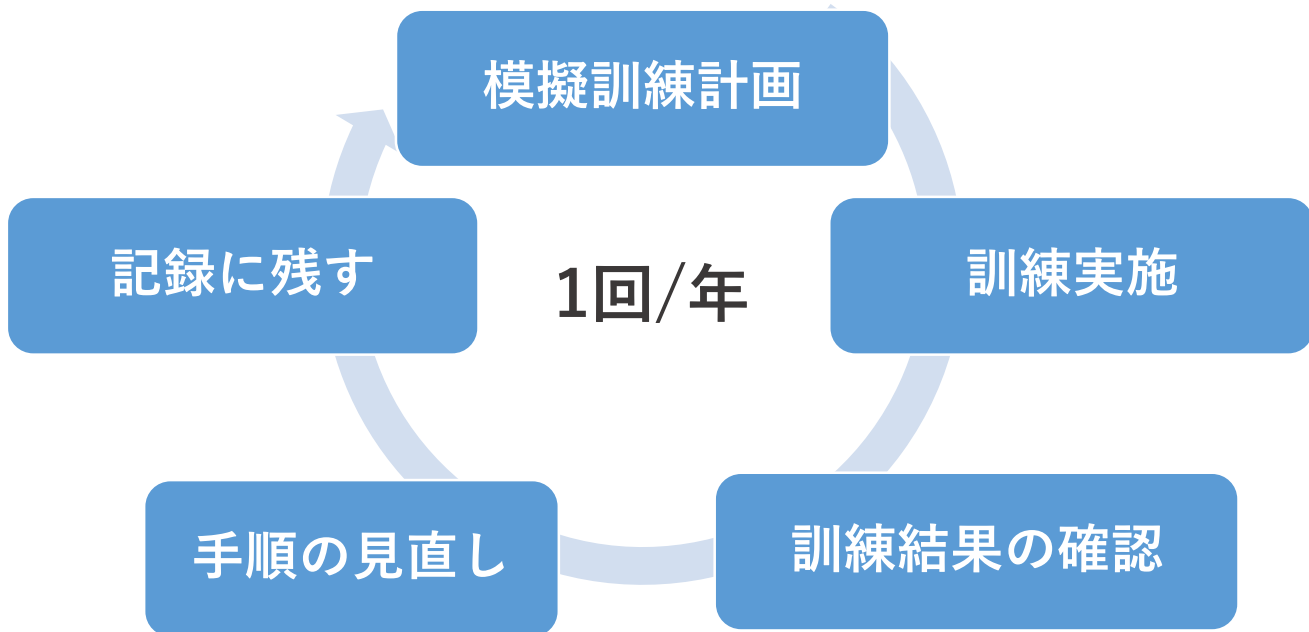 模擬訓練計画
訓練実施
訓練結果の確認
手順の見直し
記録に残す
1回/年